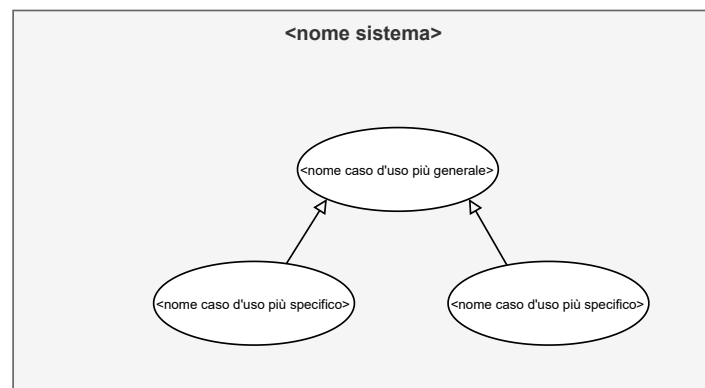 <nome sistema>
<nome caso d'uso più generale>
<nome caso d'uso più specifico>
<nome caso d'uso più specifico>